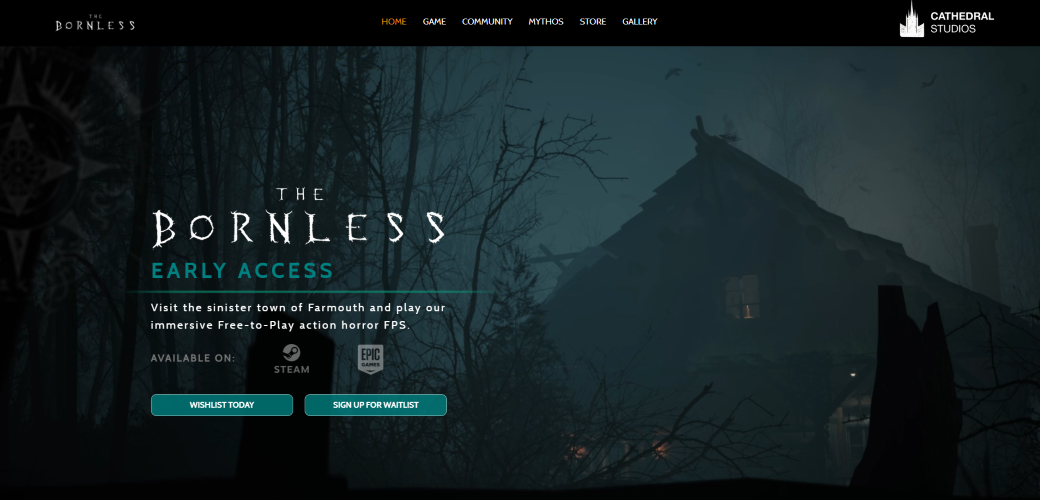 THE
BORNLESS
HOME GAME COMMUNITY MYTHOS STORE GALLERY
CATHEDRAL
STUDIOS
THE
BORNLESS
EARLY ACCESS
Visit the sinister town of Farmouth and play our
immersive Free-to-Play action horror FPS.
AVAILABLE ON:
STEAM
EPIC
GAMES
WISHLIST TODAY SIGN UP FOR WAITLIST